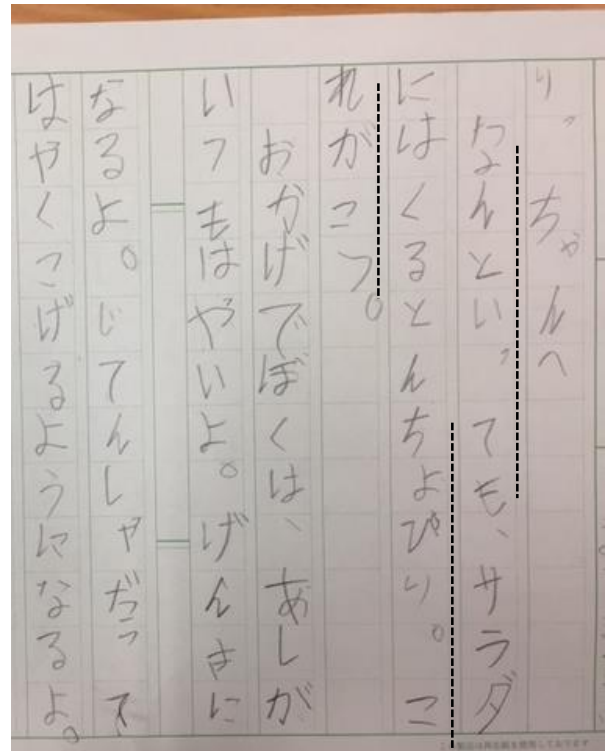 りっちゃんへ
なんといっても、サラダ
にはくるとんちょぴり。こ
れがこつ。
おかげでぼくは、あしが
いつもはやいよ。げんきに
なるよ。じてんしゃだって
はやくこげるようになるよ。